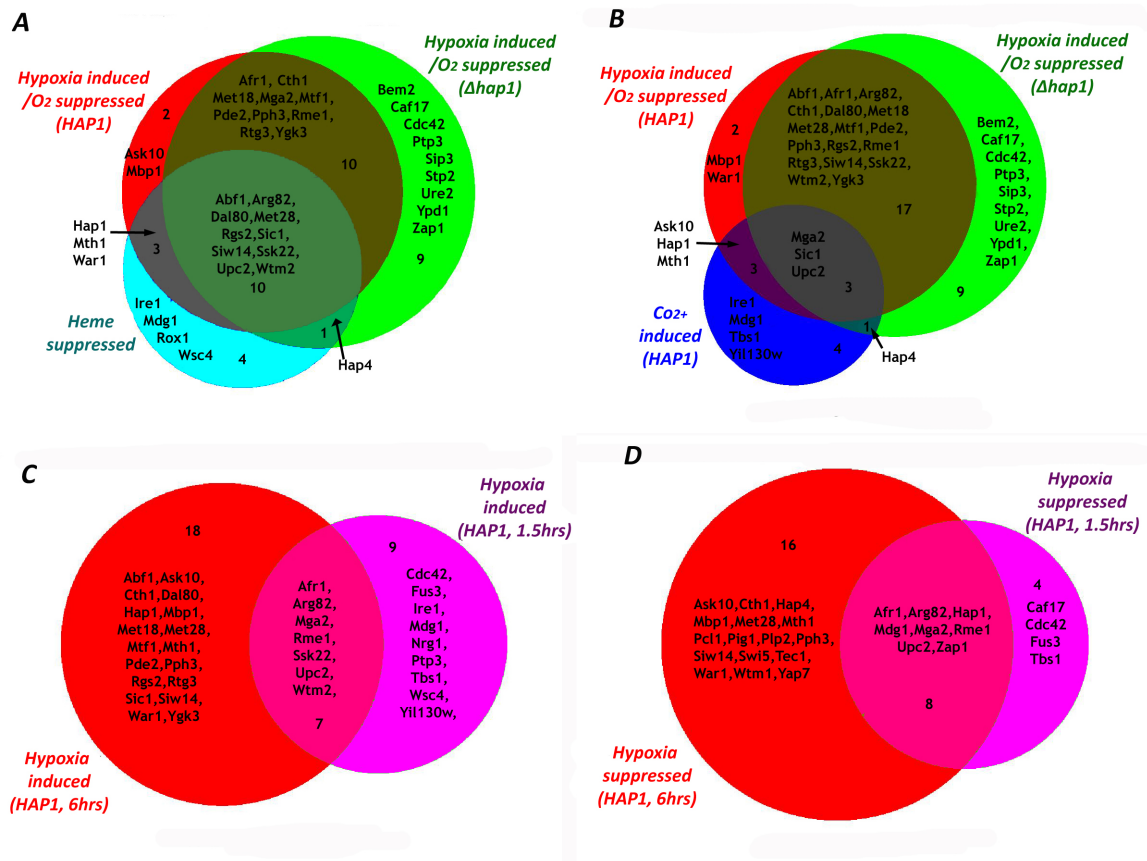 A
Hypoxia induced
/O2 suppressed
(HAP1)
Hypoxia induced
/O2 suppressed
(Δhap1)
2
Ask10
Mbp1
Afr1, Cth1
Met18,Mga2,Mtf1,
Pde2,Pph3,Rme1,
Rtg3,Ygk3
10
Bem2
Caf17
Cdc42
Ptp3
Sip3
Stp2
Ure2
Ypd1
Zap1
9
Hap1
Mth1
War1
3
Abf1,Arg82,
Dal80,Met28,
Rgs2,Sic1,
Siw14,Ssk22,
Upc2,Wtm2
10
Heme
suppressed
Ire1
Mdg1
Rox1
Wsc4
4
1
Hap4
B
Hypoxia induced
/O2 suppressed
(HAP1)
Hypoxia induced
/O2 suppressed
(Δhap1)
2
Mbp1
War1
Abf1,Afr1,Arg82,
Cth1,Dal80,Met18
Met28,Mtf1,Pde2,
Pph3,Rgs2,Rme1
Rtg3,Siw14,Ssk22,
Wtm2,Ygk3
17
Bem2,
Caf17,
Cdc42,
Ptp3,
Sip3,
Stp2,
Ure2,
Ypd1,
Zap1
9
Ask10
Hap1
Mth1
3
Mga2
Sic1
Upc2
3
Co2+
induced
(HAP1)
Ire1
Mdg1
Tbs1
Yil130w
4
1
Hap4
C
Hypoxia
induced
(HAP1, 1.5hrs)
18
Abf1,Ask10,
Cth1,Dal80,
Hap1,Mbp1,
Met18,Met28,
Mtf1,Mth1,
Pde2,Pph3,
Rgs2,Rtg3
Sic1,Siw14,
War1,Ygk3
Afr1,
Arg82,
Mga2,
Rme1,
Ssk22,
Upc2,
Wtm2,
7
9
Cdc42,
Fus3,
Ire1,
Mdg1,
Nrg1,
Ptp3,
Tbs1,
Wsc4,
Yil130w,
Hypoxia
induced
(HAP1, 6hrs)
D
Hypoxia
suppressed
(HAP1, 1.5hrs)
16
Ask10,Cth1,Hap4,
Mbp1,Met28,Mth1
Pcl1,Pig1,Plp2,Pph3,
Siw14,Swi5,Tec1,
War1,Wtm1,Yap7
Afr1,Arg82,Hap1,
Mdg1,Mga2,Rme1
Upc2,Zap1
8
4
Caf17
Cdc42
Fus3
Tbs1
Hypoxia
suppressed
(HAP1, 6hrs)